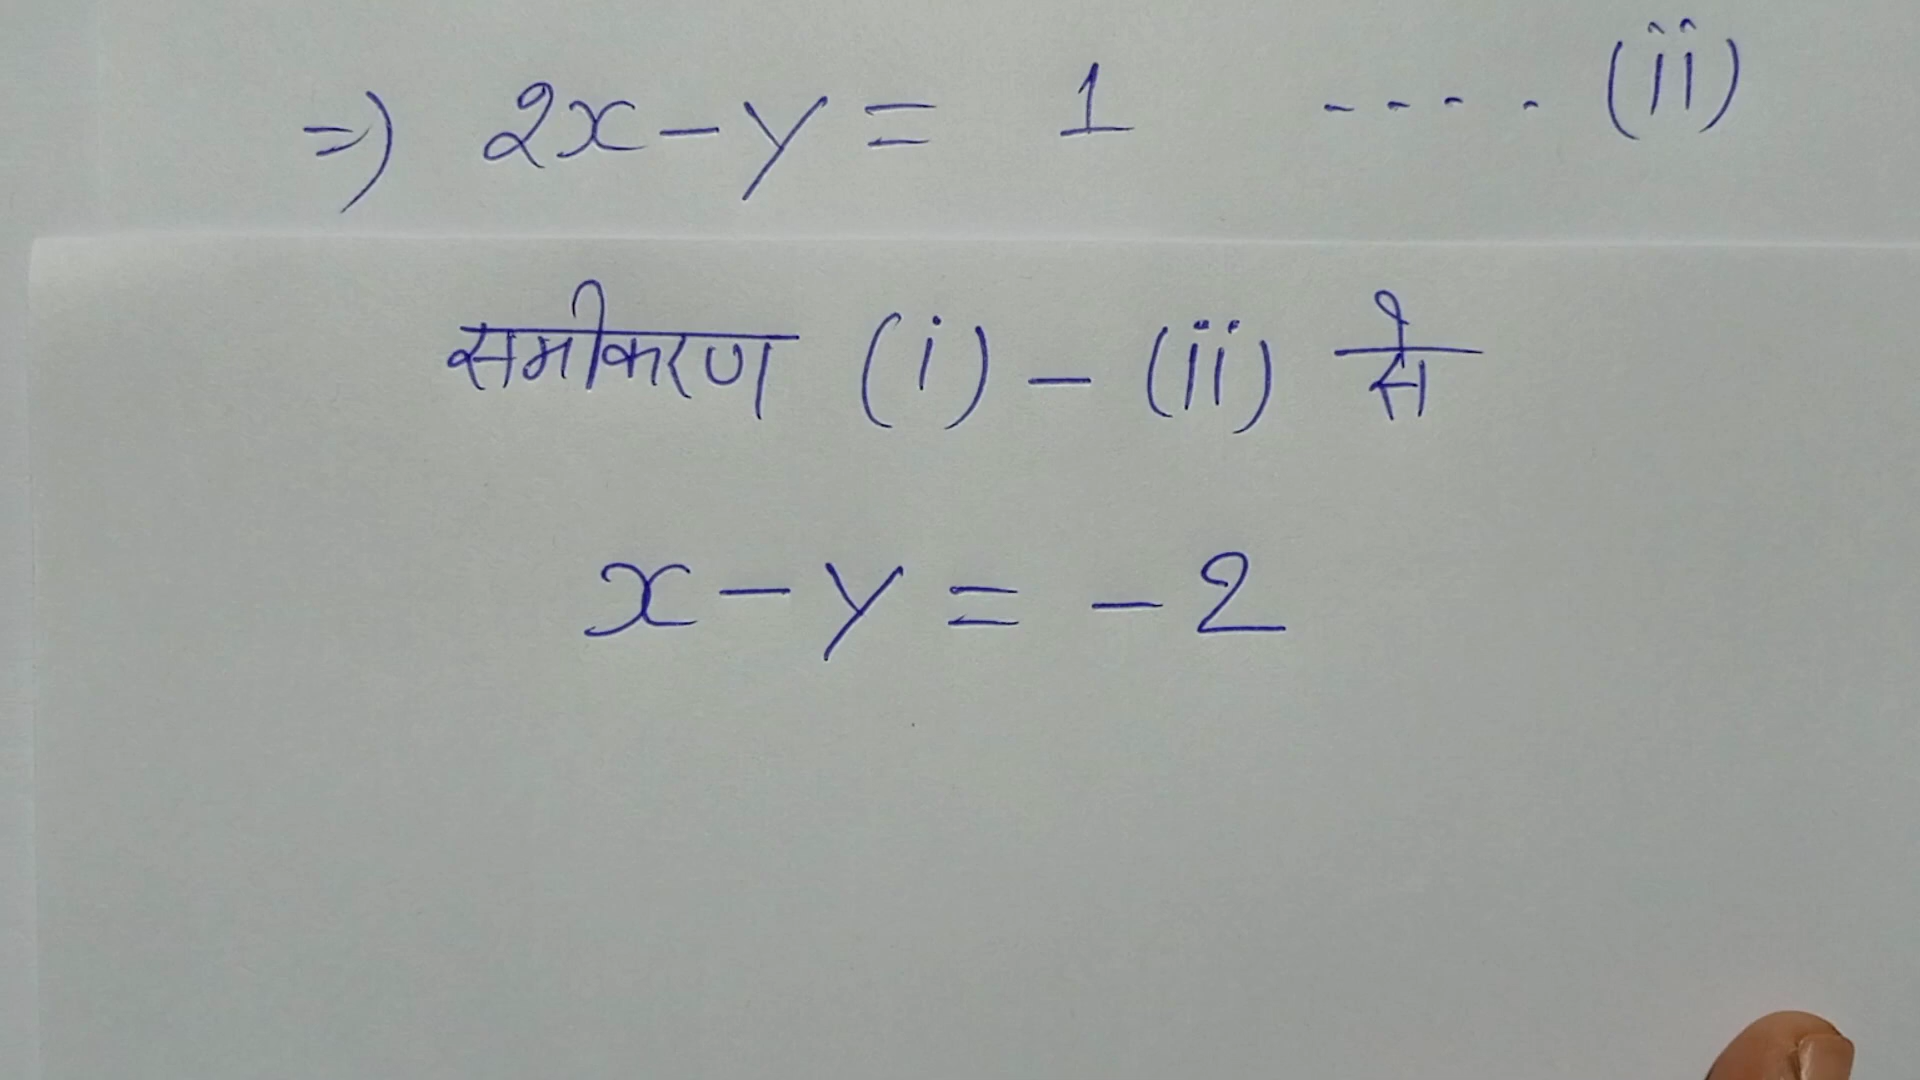 => 2x - y = 1 ---- (ii)
समीकरण (i) - (ii) से
x - y = - 2